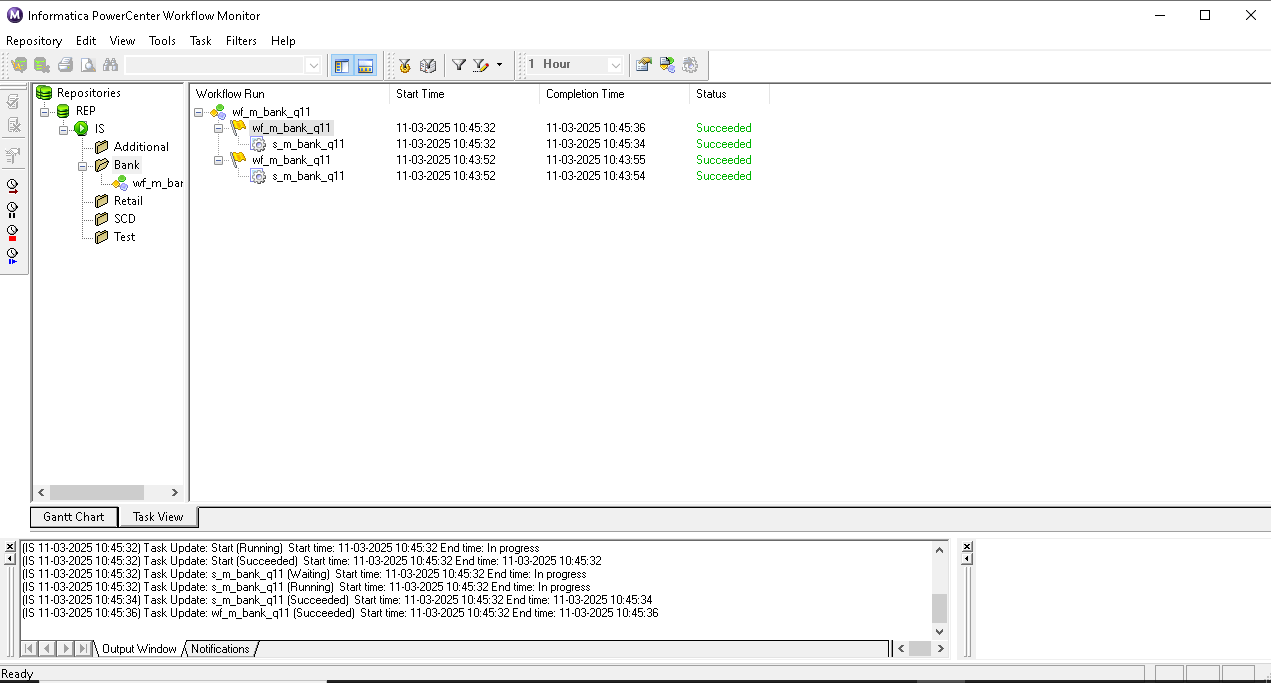 Informatica PowerCenter Workflow Monitor
Repository Edit View Tools Task Filters Help
1 Hour
Repositories
REP
IS
Additional
Bank
wf_m_bar
Retail
SCD
Test
Workflow Run Start Time Completion Time Status
wf_m_bank_q11
wf_m_bank_q11 11-03-2025 10:45:32 11-03-2025 10:45:36 Succeeded
s_m_bank_q11 11-03-2025 10:45:32 11-03-2025 10:45:34 Succeeded
wf_m_bank_q11 11-03-2025 10:43:52 11-03-2025 10:43:55 Succeeded
s_m_bank_q11 11-03-2025 10:43:52 11-03-2025 10:43:54 Succeeded
Gantt Chart Task View
(IS 11-03-2025 10:45:32) Task Update: Start (Running) Start time: 11-03-2025 10:45:32 End time: In progress
(IS 11-03-2025 10:45:32) Task Update: Start (Succeeded) Start time: 11-03-2025 10:45:32 End time: 11-03-2025 10:45:32
(IS 11-03-2025 10:45:32) Task Update: s_m_bank_q11 (Waiting) Start time: 11-03-2025 10:45:32 End time: In progress
(IS 11-03-2025 10:45:32) Task Update: s_m_bank_q11 (Running) Start time: 11-03-2025 10:45:32 End time: In progress
(IS 11-03-2025 10:45:34) Task Update: s_m_bank_q11 (Succeeded) Start time: 11-03-2025 10:45:32 End time: 11-03-2025 10:45:34
(IS 11-03-2025 10:45:36) Task Update: wf_m_bank_q11 (Succeeded) Start time: 11-03-2025 10:45:32 End time: 11-03-2025 10:45:36
Output Window Notifications
Ready